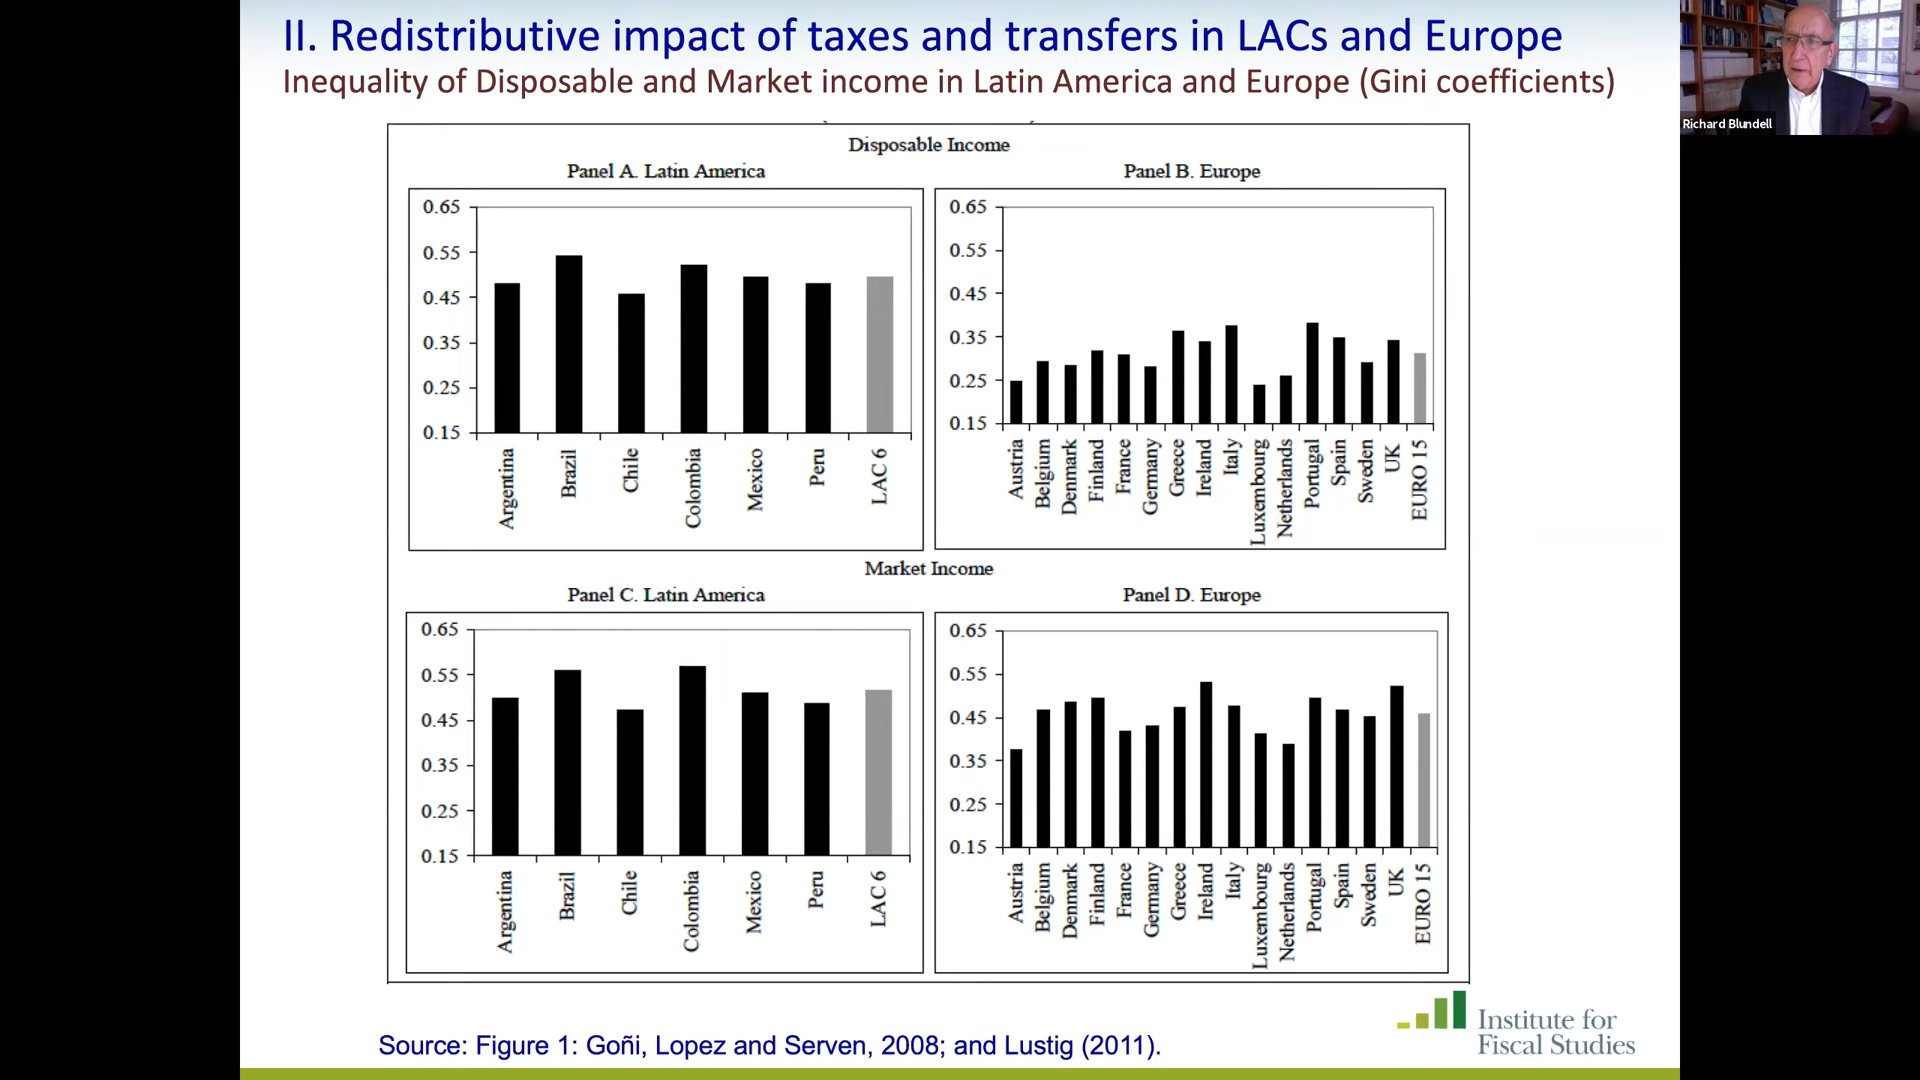 II. Redistributive impact of taxes and transfers in LACs and Europe
Inequality of Disposable and Market income in Latin America and Europe (Gini coefficients)
Richard Blundell
Disposable Income
Panel A. Latin America
0.65
0.55
0.45
0.35
0.25
0.15
Argentina
Brazil
Chile
Colombia
Mexico
Peru
LAC 6
Panel B. Europe
0.65
0.55
0.45
0.35
0.25
0.15
Austria
Belgium
Denmark
Finland
France
Germany
Greece
Ireland
Italy
Luxembourg
Netherlands
Portugal
Spain
Sweden
UK
EURO 15
Market Income
Panel C. Latin America
0.65
0.55
0.45
0.35
0.25
0.15
Argentina
Brazil
Chile
Colombia
Mexico
Peru
LAC 6
Panel D. Europe
0.65
0.55
0.45
0.35
0.25
0.15
Austria
Belgium
Denmark
Finland
France
Germany
Greece
Ireland
Italy
Luxembourg
Netherlands
Portugal
Spain
Sweden
UK
EURO 15
Source: Figure 1: Goñi, Lopez and Serven, 2008; and Lustig (2011).
Institute for
Fiscal Studies